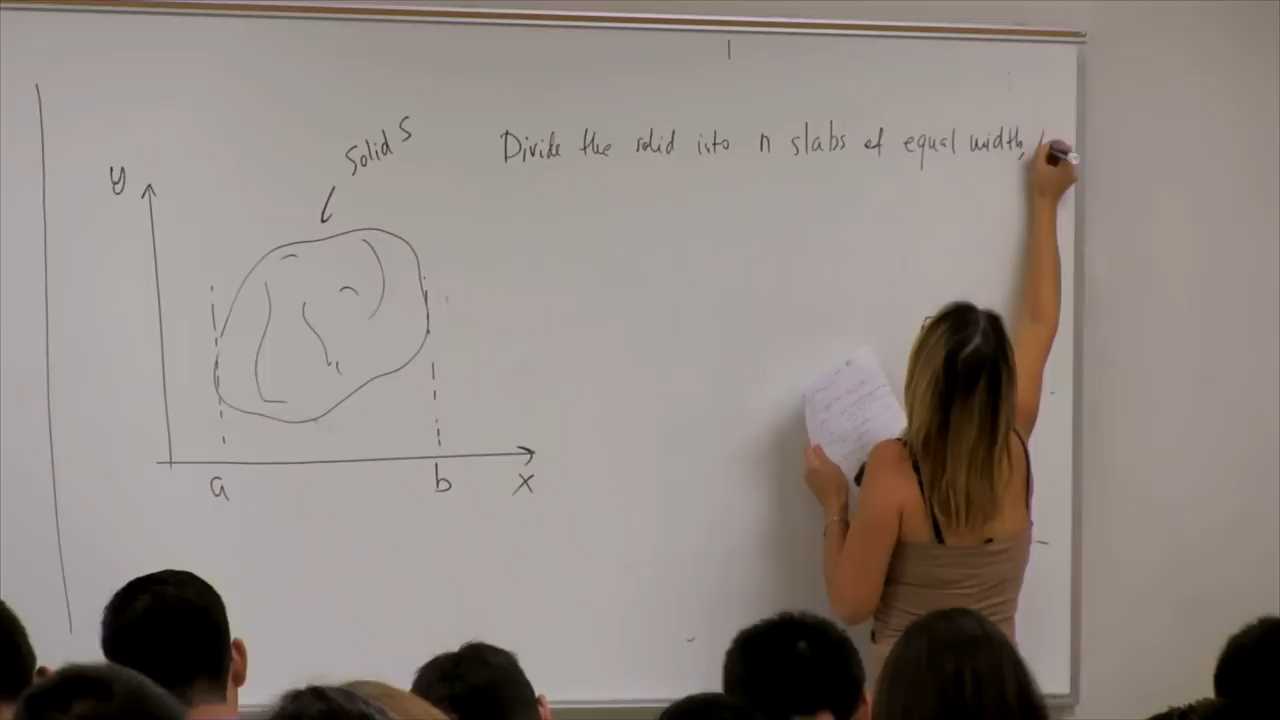 Solid S
Divide the solid into n slabs of equal width,
y
a
b
x